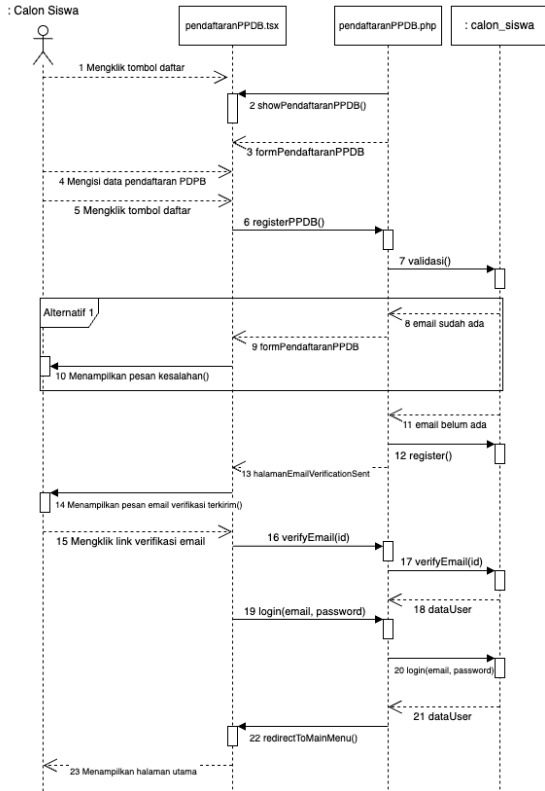 : Calon Siswa
pendaftaranPPDB.tsx
pendaftaranPPDB.php
: calon_siswa
1 Mengklik tombol daftar
2 showPendaftaranPPDB()
3 formPendaftaranPPDB
4 Mengisi data pendaftaran PDPB
5 Mengklik tombol daftar
6 registerPPDB()
7 validasi()
Alternatif 1
8 email sudah ada
9 formPendaftaranPPDB
10 Menampilkan pesan kesalahan()
11 email belum ada
12 register()
13 halamanEmailVerificationSent
14 Menampilkan pesan email verifikasi terkirim()
15 Mengklik link verifikasi email
16 verifyEmail(id)
17 verifyEmail(id)
18 dataUser
19 login(email, password)
20 login(email, password)
21 dataUser
22 redirectToMainMenu()
23 Menampilkan halaman utama